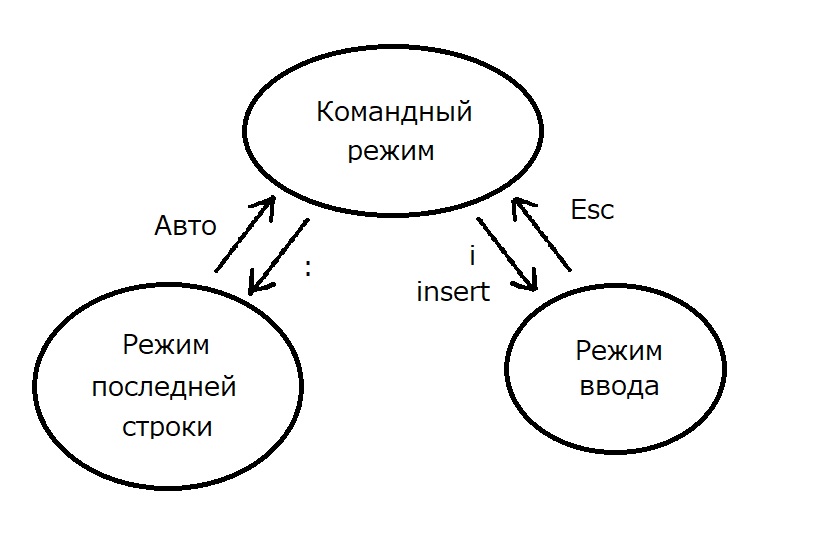 Командный
режим
Авто
:
Esc
i
insert
Режим
последней
строки
Режим
ввода